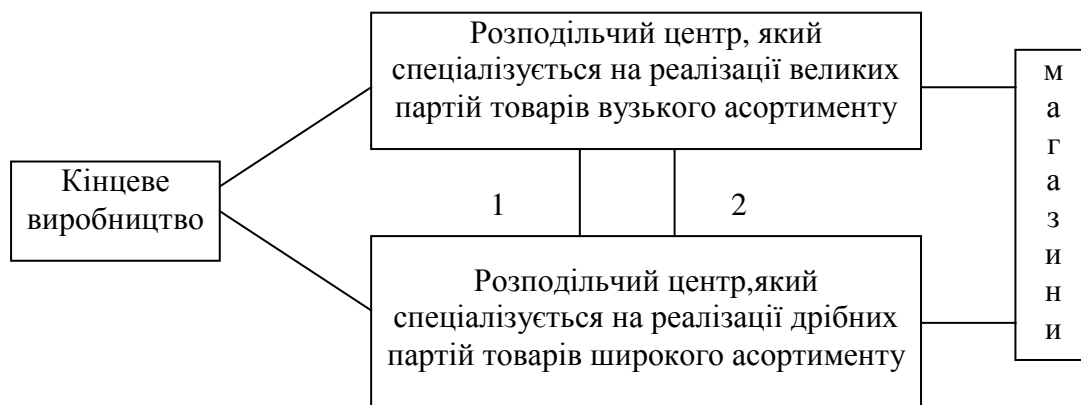 Розподільчий центр, який
спеціалізується на реалізації великих
партій товарів вузького асортименту
Кінцеве
виробництво
1
2
Розподільчий центр,який
спеціалізується на реалізації дрібних
партій товарів широкого асортименту
м
а
г
а
з
и
н
и